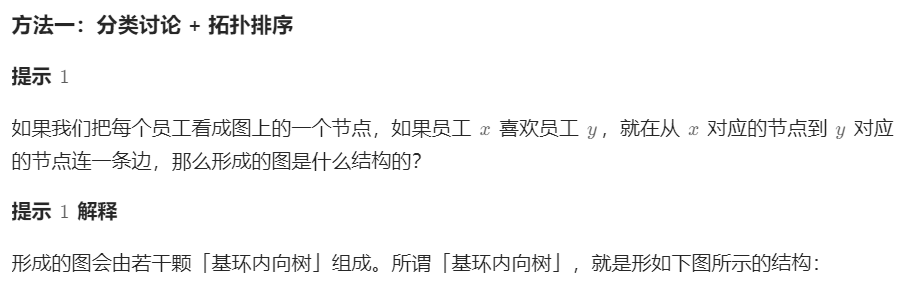 方法一：分类讨论 + 拓扑排序
提示 1
如果我们把每个员工看成图上的一个节点，如果员工 x 喜欢员工 y，就在从 x 对应的节点到 y 对应
的节点连一条边，那么形成的图是什么结构的？
提示 1 解释
形成的图会由若干颗「基环内向树」组成。所谓「基环内向树」，就是形如下图所示的结构：